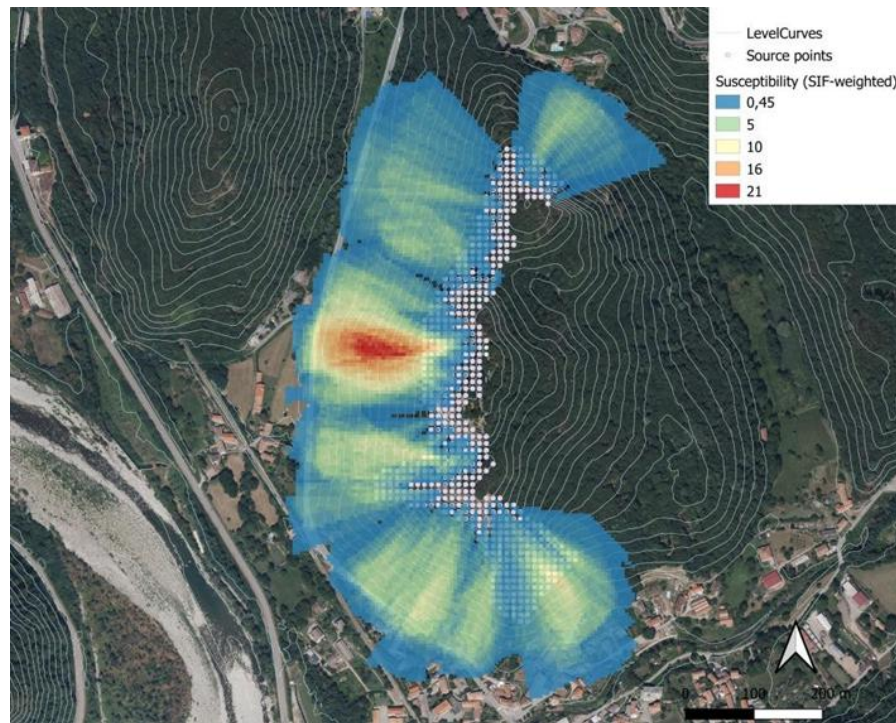 LevelCurves
Source points
Susceptibility (SIF-weighted)
0,45
5
10
16
21
0 100 200 m